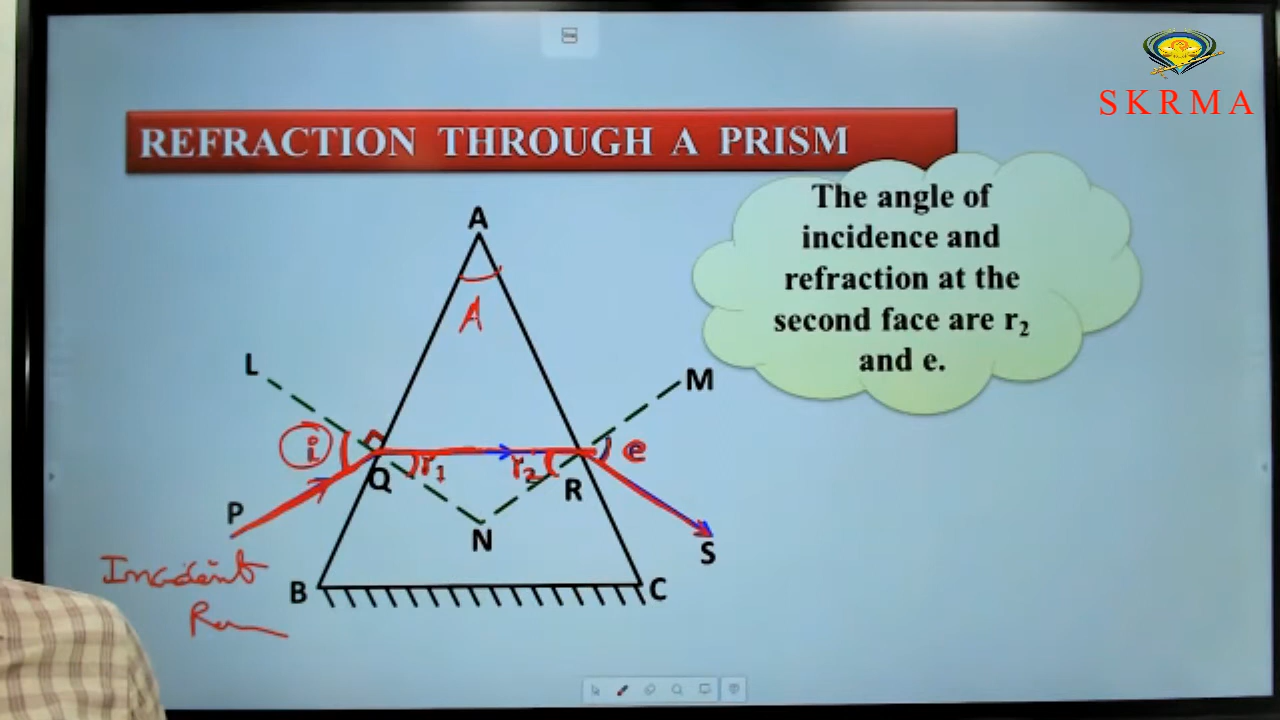 SKRMA
REFRACTION THROUGH A PRISM
The angle of
incidence and
refraction at the
second face are r₂
and e.
A
A
L
M
i
r₁
r₂
e
Q
R
P
N
S
Incident
B
C